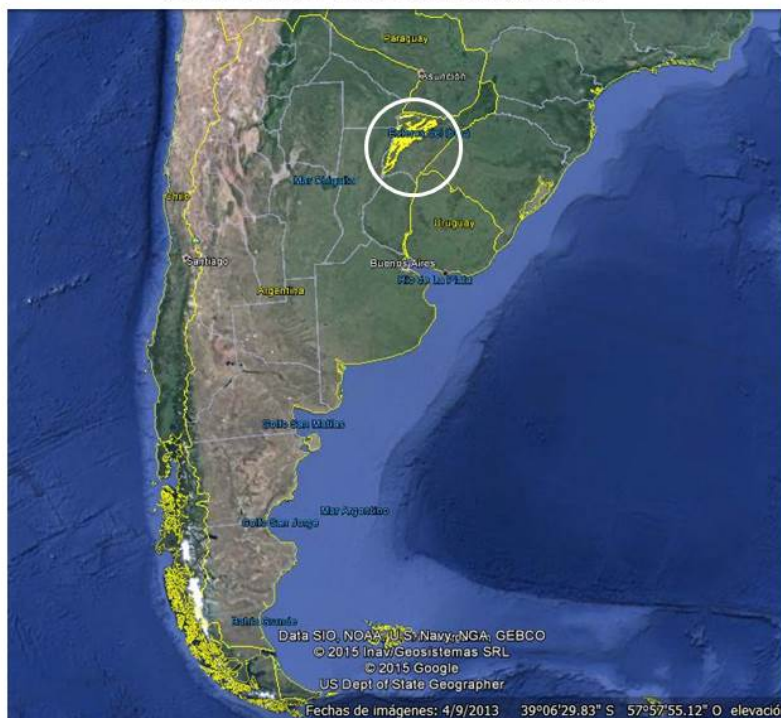 Paraguay
Asunción
Mar Chiquita
Chile
Uruguay
Santiago
Buenos Aires
Río de La Plata
Argentina
Golfo San Matías
Mar Argentino
Golfo San Jorge
Bahía Grande
Data SIO, NOAA, U.S. Navy, NGA, GEBCO
© 2015 Inav/Geosistemas SRL
© 2015 Google
US Dept of State Geographer
Fechas de imágenes: 4/9/2013 39°06'29.83" S 57°57'55.12" O elevació